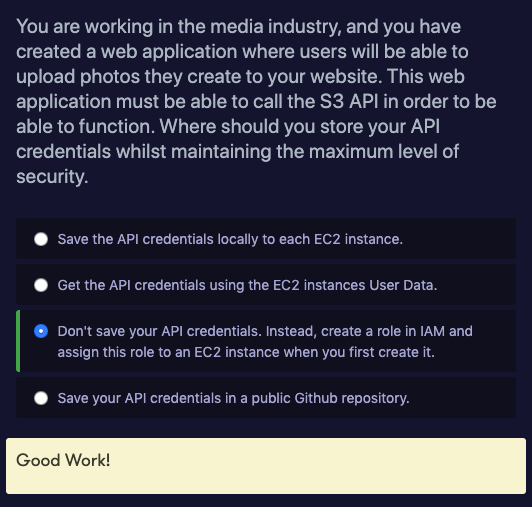 You are working in the media industry, and you have
created a web application where users will be able to
upload photos they create to your website. This web
application must be able to call the S3 API in order to be
able to function. Where should you store your API
credentials whilst maintaining the maximum level of
security.
Save the API credentials locally to each EC2 instance.
Get the API credentials using the EC2 instances User Data.
Don't save your API credentials. Instead, create a role in IAM and
assign this role to an EC2 instance when you first create it.
Save your API credentials in a public Github repository.
Good Work!